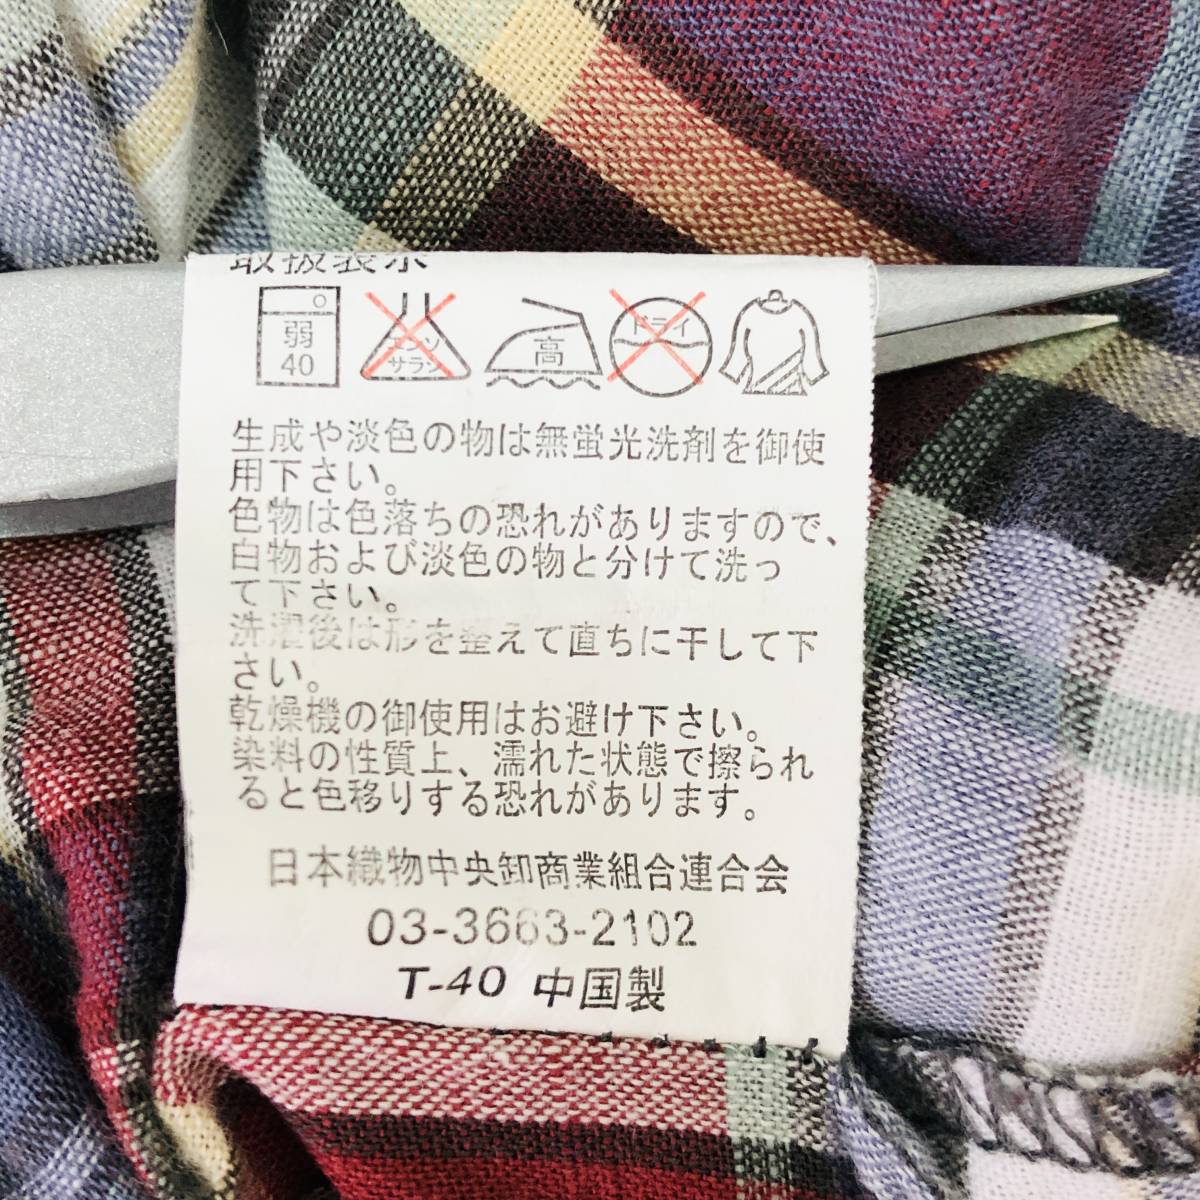 取扱表示
弱
40
エンソ
サラシ
高
ドライ
生成や淡色の物は無蛍光洗剤を御使
用下さい。
色物は色落ちの恐れがありますので、
白物および淡色の物と分けて洗っ
て下さい。
洗濯後は形を整えて直ちに干して下
さい。
乾燥機の御使用はお避け下さい。
染料の性質上、濡れた状態で擦られ
ると色移りする恐れがあります。
日本織物中央卸商業組合連合会
03-3663-2102
T-40 中国製